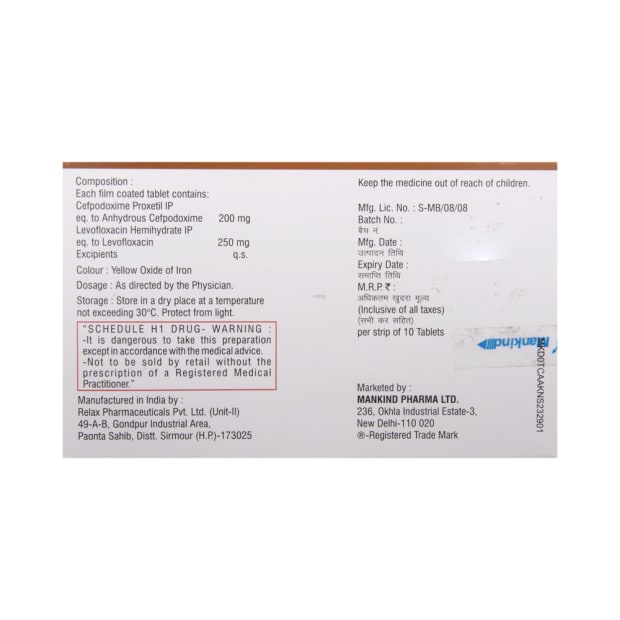 Composition :
Each film coated tablet contains:
Cefpodoxime Proxetil IP
eq. to Anhydrous Cefpodoxime 200 mg
Levofloxacin Hemihydrate IP
eq. to Levofloxacin 250 mg
Excipients q.s.
Colour : Yellow Oxide of Iron
Dosage : As directed by the Physician.
Storage : Store in a dry place at a temperature
not exceeding 30°C. Protect from light.
"SCHEDULE H1 DRUG- WARNING :
-It is dangerous to take this preparation
except in accordance with the medical advice.
-Not to be sold by retail without the
prescription of a Registered Medical
Practitioner."
Manufactured in India by :
Relax Pharmaceuticals Pvt. Ltd. (Unit-II)
49-A-B, Gondpur Industrial Area,
Paonta Sahib, Distt. Sirmour (H.P.)-173025
Keep the medicine out of reach of children.
Mfg. Lic. No. : S-MB/08/08
Batch No. :
बैच नं.
Mfg. Date :
उत्पादन तिथि
Expiry Date :
समाप्ति तिथि
M.R.P. ₹ :
अधिकतम खुदरा मूल्य
(Inclusive of all taxes)
(सभी कर सहित)
per strip of 10 Tablets
Mankind
Marketed by :
MANKIND PHARMA LTD.
236, Okhla Industrial Estate-3,
New Delhi-110 020
®-Registered Trade Mark
MKD0TCAAKNS232901